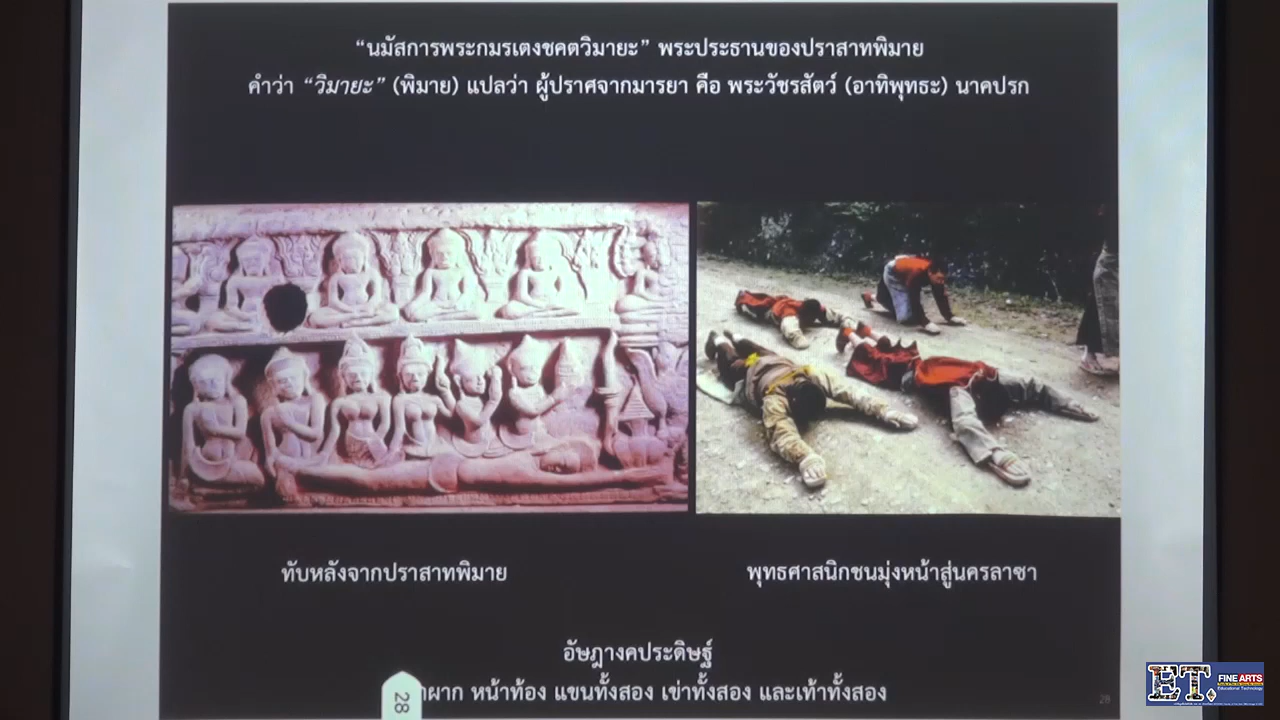 “นมัสการพระกมรเตงชคตวิมายะ” พระประธานของปราสาทพิมาย
คำว่า “วิมายะ” (พิมาย) แปลว่า ผู้ปราศจากมารยา คือ พระวัชรสัตว์ (อาทิพุทธะ) นาคปรก
ทับหลังจากปราสาทพิมาย
พุทธศาสนิกชนมุ่งหน้าสู่นครลาซา
อัษฎางคประดิษฐ์
หน้าท้อง แขนทั้งสอง เข่าทั้งสอง และเท้าทั้งสอง
28
28
ET.
FINE ARTS
Educational Technology